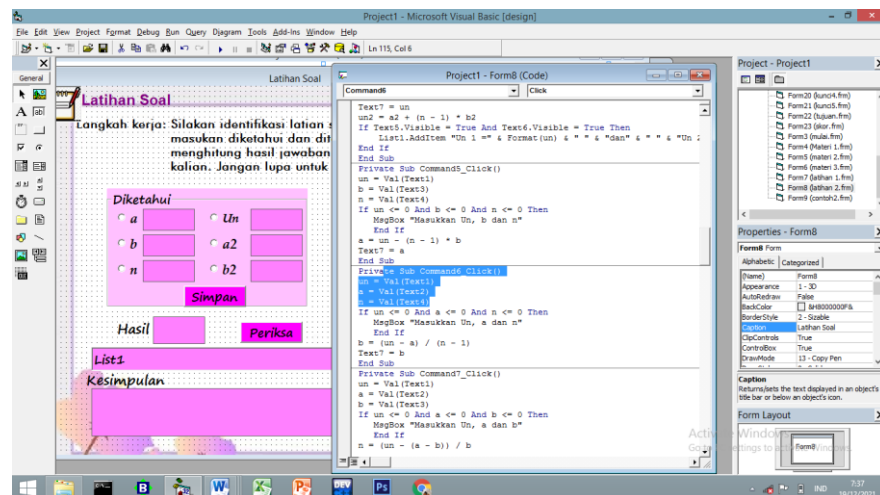 Project1 - Microsoft Visual Basic [design]
File Edit View Project Format Debug Run Query Diagram Tools Add-Ins Window Help
Ln 115, Col 6
General
Latihan Soal
Latihan Soal
Langkah kerja: Silakan identifikasi latian
masukan diketahui dan dit
menghitung hasil jawaban
kalian. Jangan lupa untuk
Diketahui
a
Un
b
a2
n
b2
Simpan
Hasil
Periksa
List1
Kesimpulan
Project1 - Form8 (Code)
Command6
Click
Text7 = un
un2 = a2 + (n - 1) * b2
If Text5.Visible = True And Text6.Visible = True Then
List1.AddItem "Un 1 =" & Format(un) & " " & "dan" & " " & "Un
End If
End Sub
Private Sub Command5_Click()
un = Val(Text1)
b = Val(Text3)
n = Val(Text4)
If un <= 0 And b <= 0 And n <= 0 Then
MsgBox "Masukkan Un, b dan n"
End If
a = un - (n - 1) * b
Text7 = a
End Sub
Private Sub Command6_Click()
un = Val(Text1)
a = Val(Text2)
n = Val(Text4)
If un <= 0 And a <= 0 And n <= 0 Then
MsgBox "Masukkan Un, a dan n"
End If
b = (un - a) / (n - 1)
Text7 = b
End Sub
Private Sub Command7_Click()
un = Val(Text1)
a = Val(Text2)
b = Val(Text3)
If un <= 0 And a <= 0 And b <= 0 Then
MsgBox "Masukkan Un, a dan b"
End If
n = (un - (a - b)) / b
Project - Project1
Form20 (kunci4.frm)
Form21 (kunci5.frm)
Form22 (tujuan.frm)
Form23 (skor.frm)
Form3 (mulai.frm)
Form4 (Materi 1.frm)
Form5 (Materi 2.frm)
Form6 (materi 3.frm)
Form7 (latihan 1.frm)
Form8 (latihan 2.frm)
Form9 (contoh2.frm)
Properties - Form8
Form8 Form
Alphabetic Categorized
(Name) Form8
Appearance 1 - 3D
AutoRedraw False
BackColor &H8000000F&
BorderStyle 2 - Sizable
Caption Latihan Soal
ClipControls True
ControlBox True
DrawMode 13 - Copy Pen
Caption
Returns/sets the text displayed in an object's
title bar or below an object's icon.
Form Layout
Form8
IND
7:37